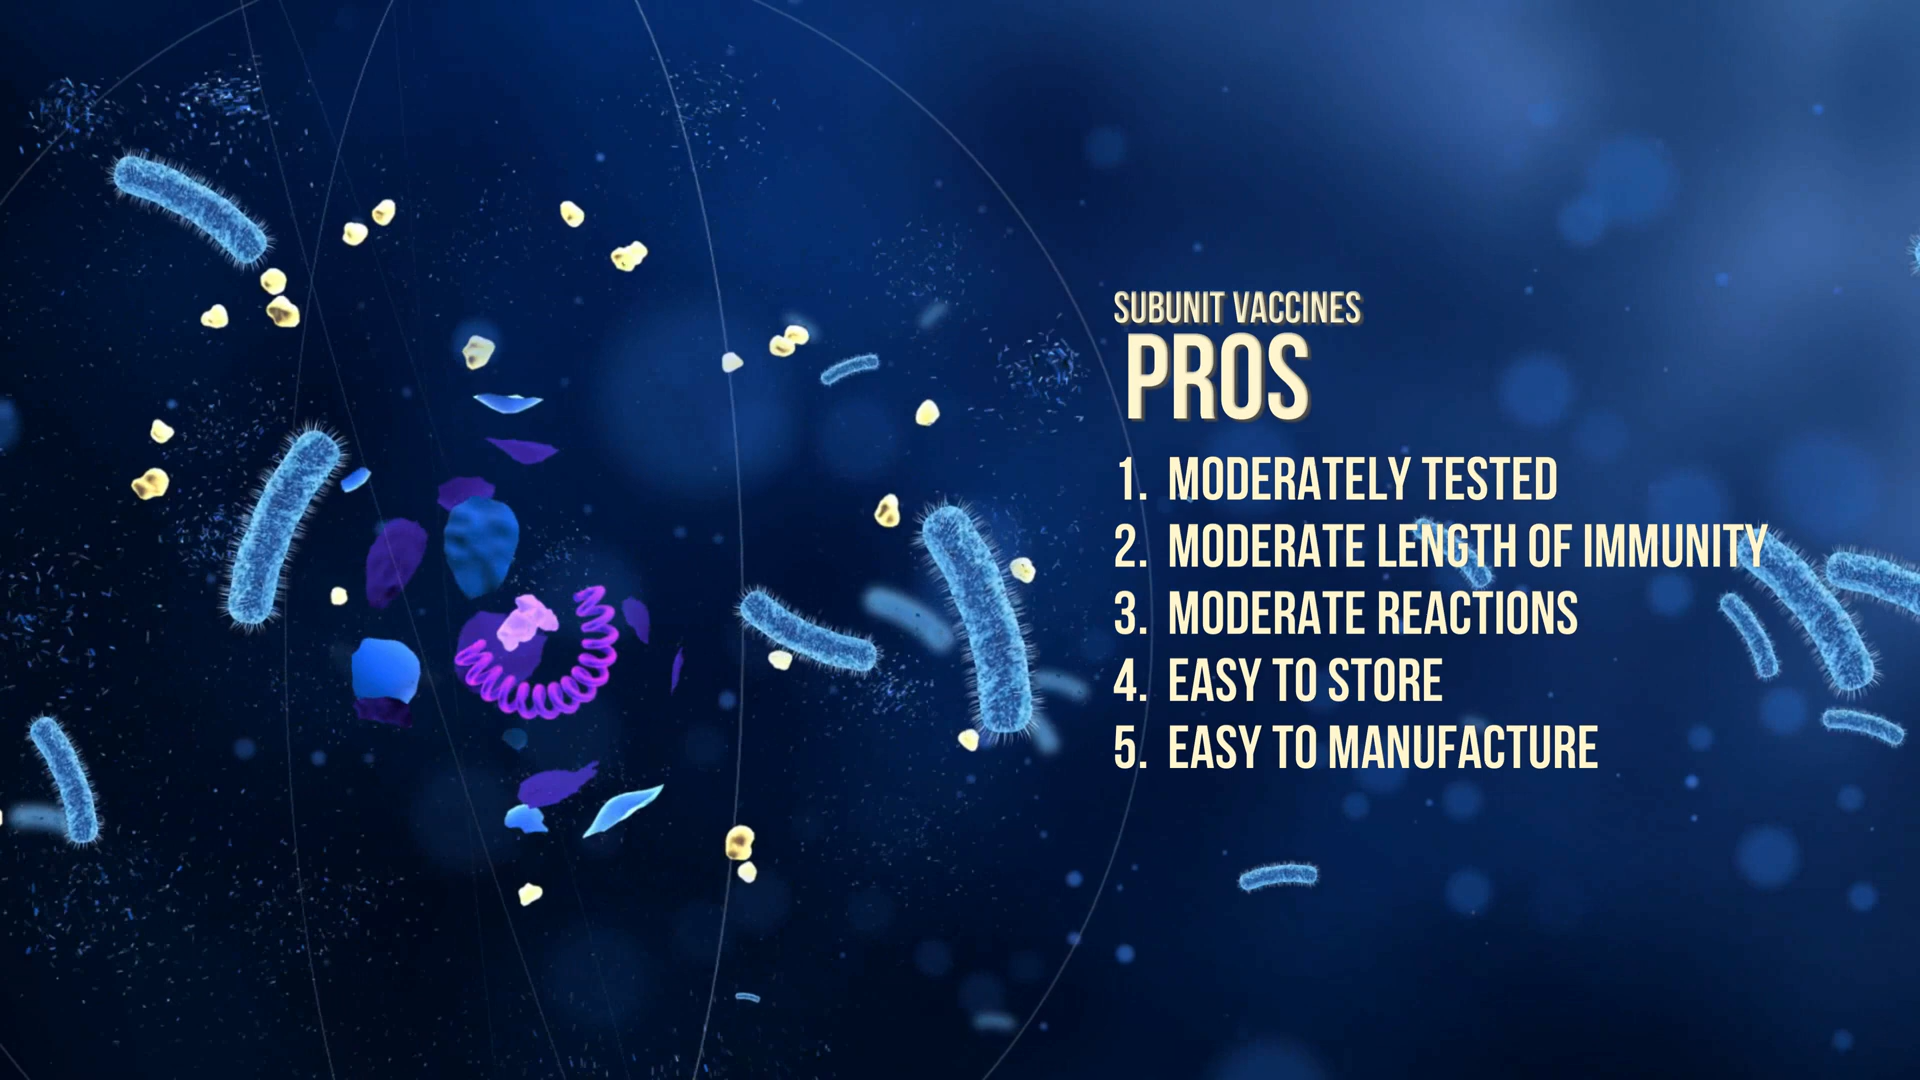 SUBUNIT VACCINES
PROS
1. MODERATELY TESTED
2. MODERATE LENGTH OF IMMUNITY
3. MODERATE REACTIONS
4. EASY TO STORE
5. EASY TO MANUFACTURE